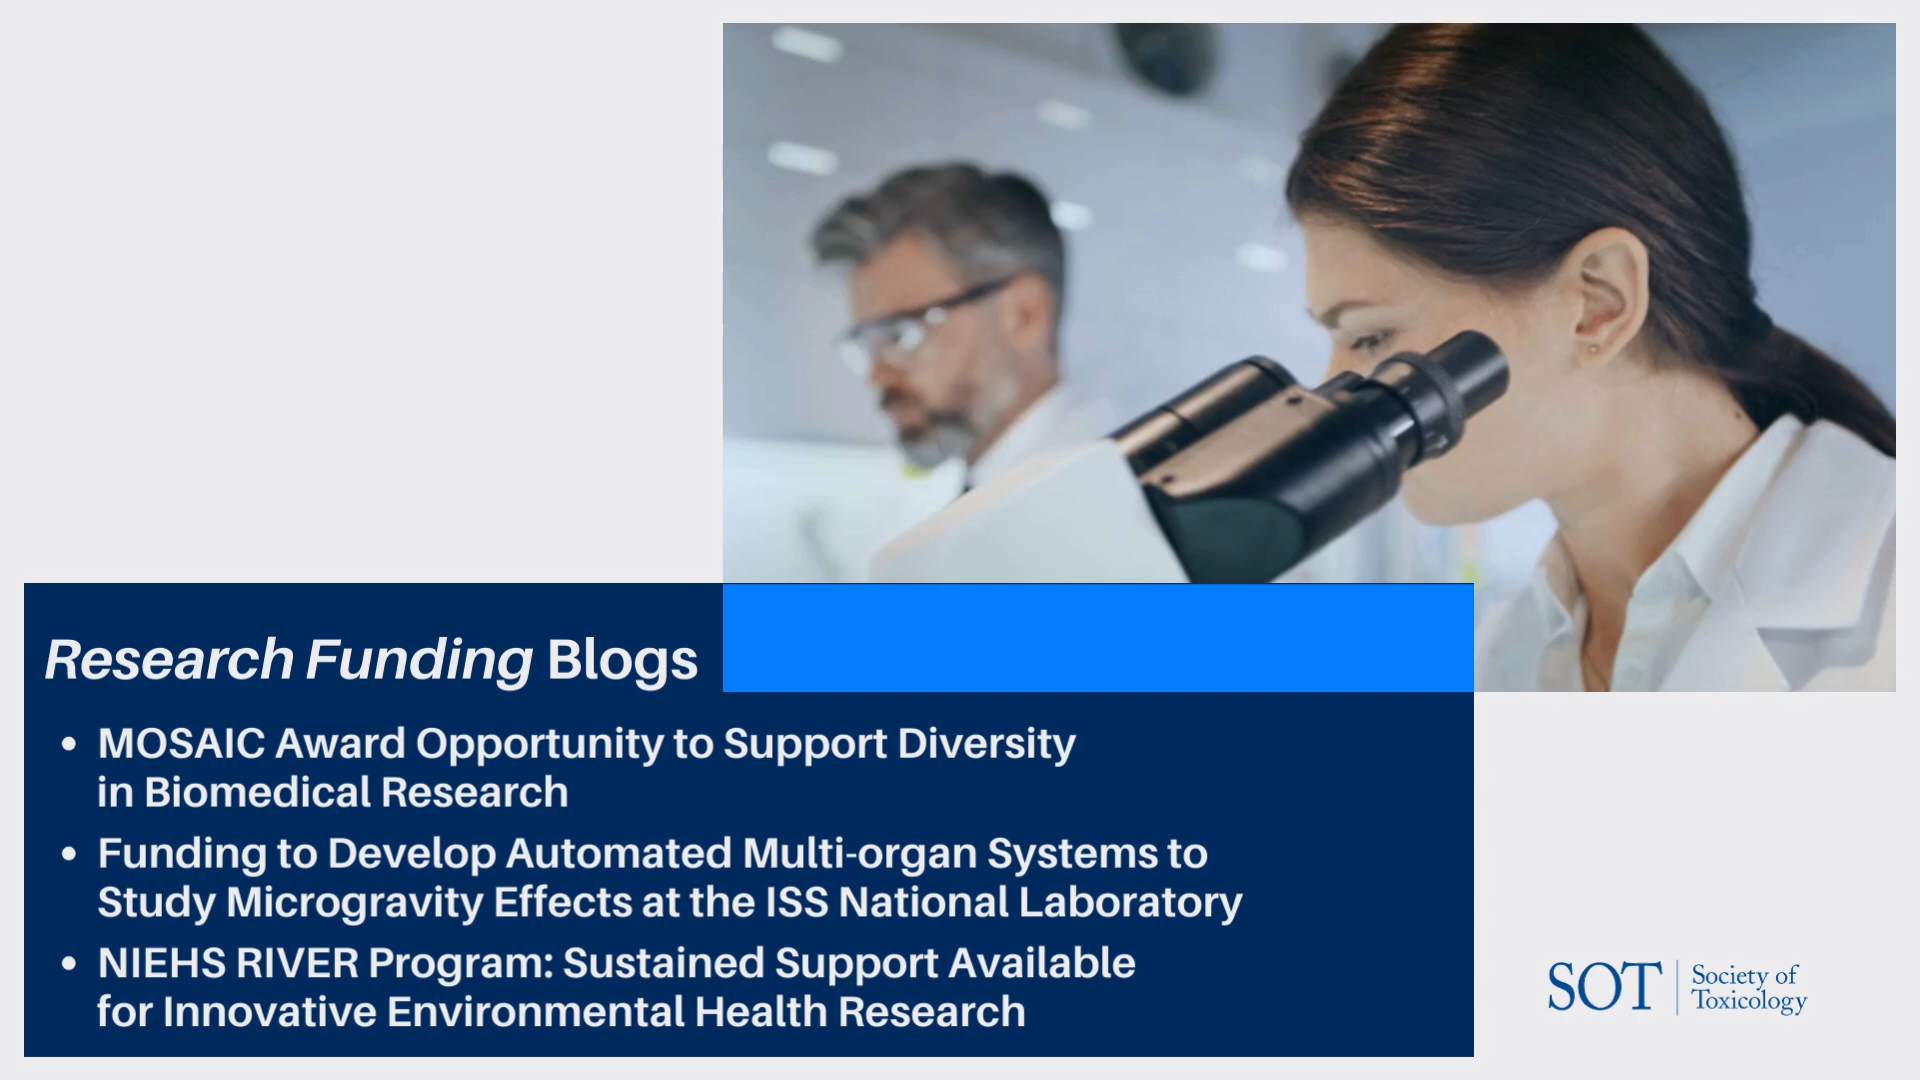 Research Funding Blogs
• MOSAIC Award Opportunity to Support Diversity
in Biomedical Research
• Funding to Develop Automated Multi-organ Systems to
Study Microgravity Effects at the ISS National Laboratory
• NIEHS RIVER Program: Sustained Support Available
for Innovative Environmental Health Research
SOT
Society of
Toxicology